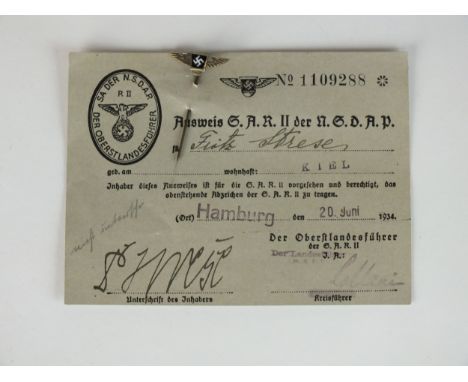 SA DER N.S.D.A.P.
R II
DER OBERSTLANDESFÜHRER
№ 1109288
Ausweis S. A. R. II der N. S. D. A. P.
Fritz Strese
geb. am wohnhaft: KIEL
Inhaber dieses Ausweises ist für die S. A. R. II vorgesehen und berechtigt, das
obenstehende Abzeichen der S. A. R. II zu tragen.
(Ort) Hamburg den 20. Juni 1934.
Der Oberstlandesführer
der S. A. R. II
J. A.:
Unterschrift des Inhabers
Kreisführer